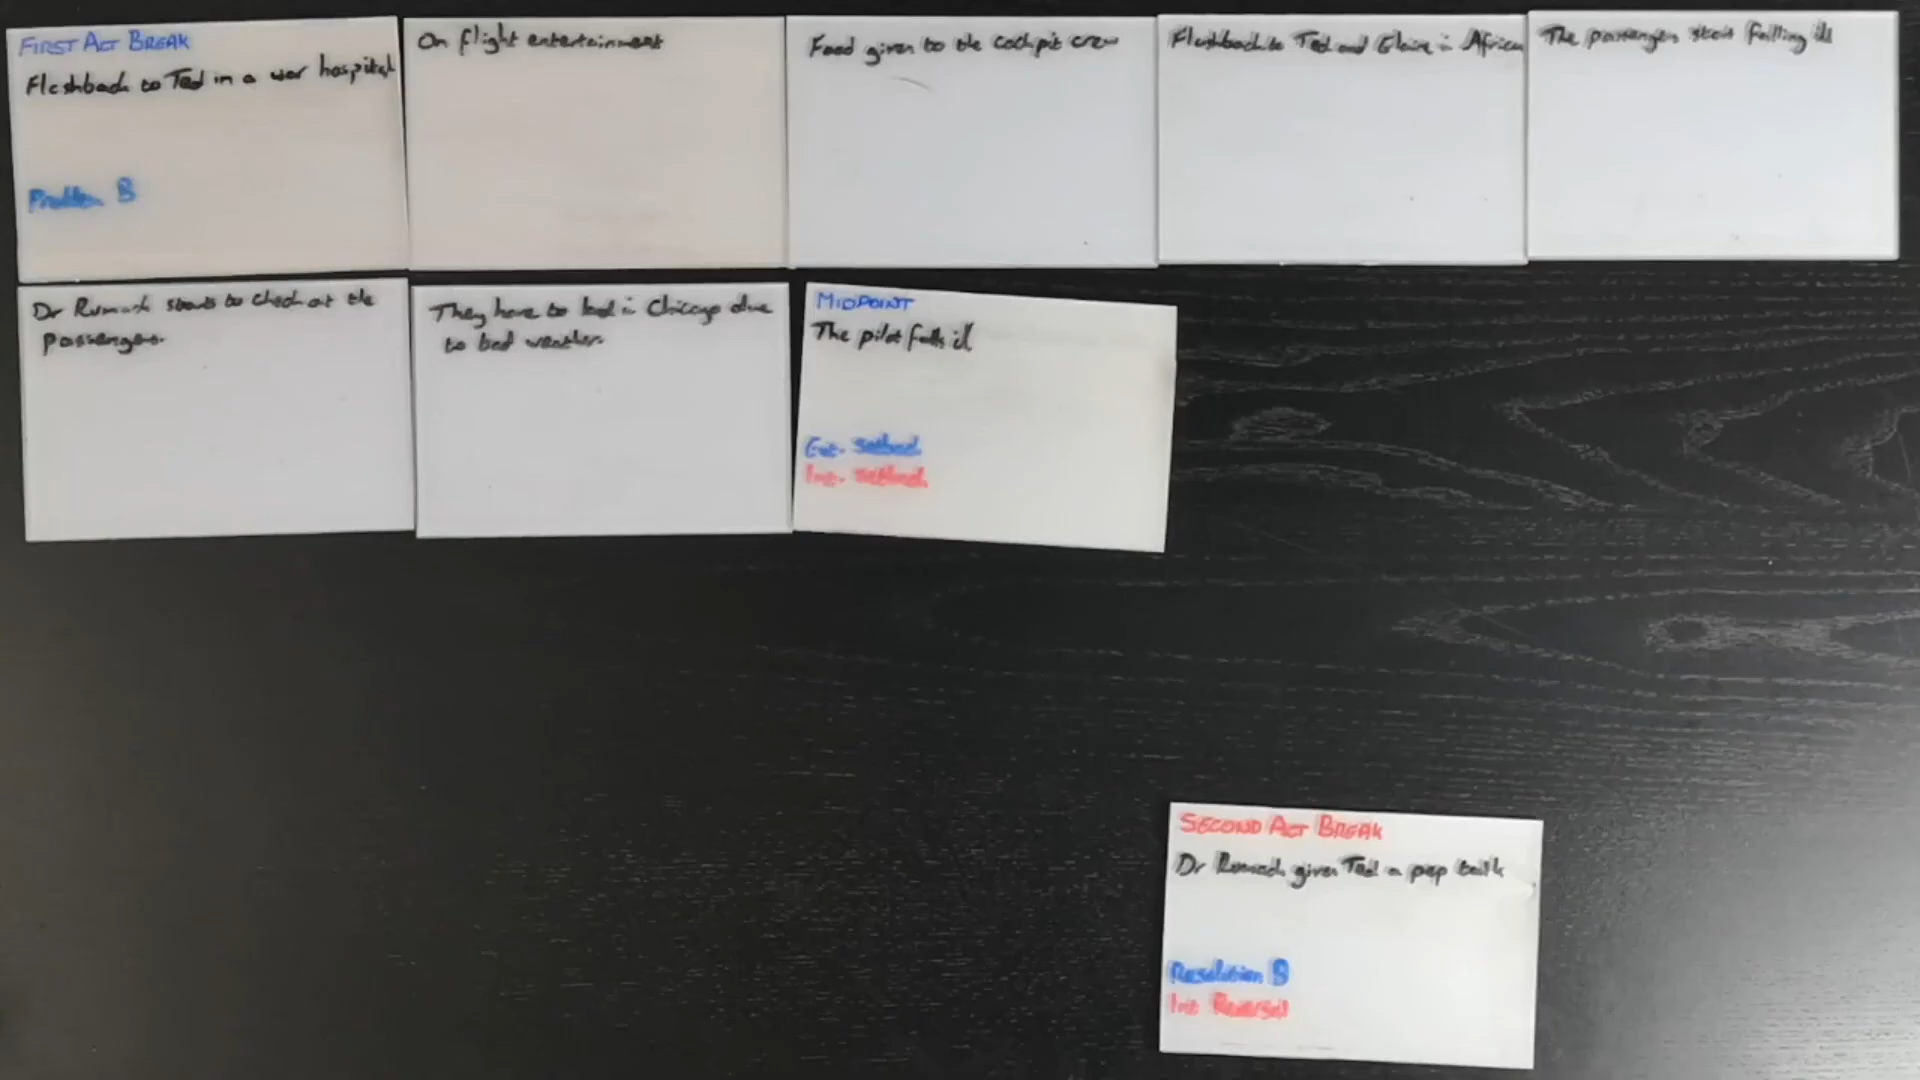 FIRST ACT BREAK
Flashback to Ted in a war hospital
Problem B
On flight entertainment
Food given to the cockpit crew
Flashback to Ted and Elaine in Africa
The passengers start falling ill
Dr Rumack starts to check out the
passengers.
They have to land in Chicago due
to bad weather.
MIDPOINT
The pilot falls ill
Ext. setback
Int. setback
SECOND ACT BREAK
Dr Rumack gives Ted a pep talk
Resolution B
Int Reversal